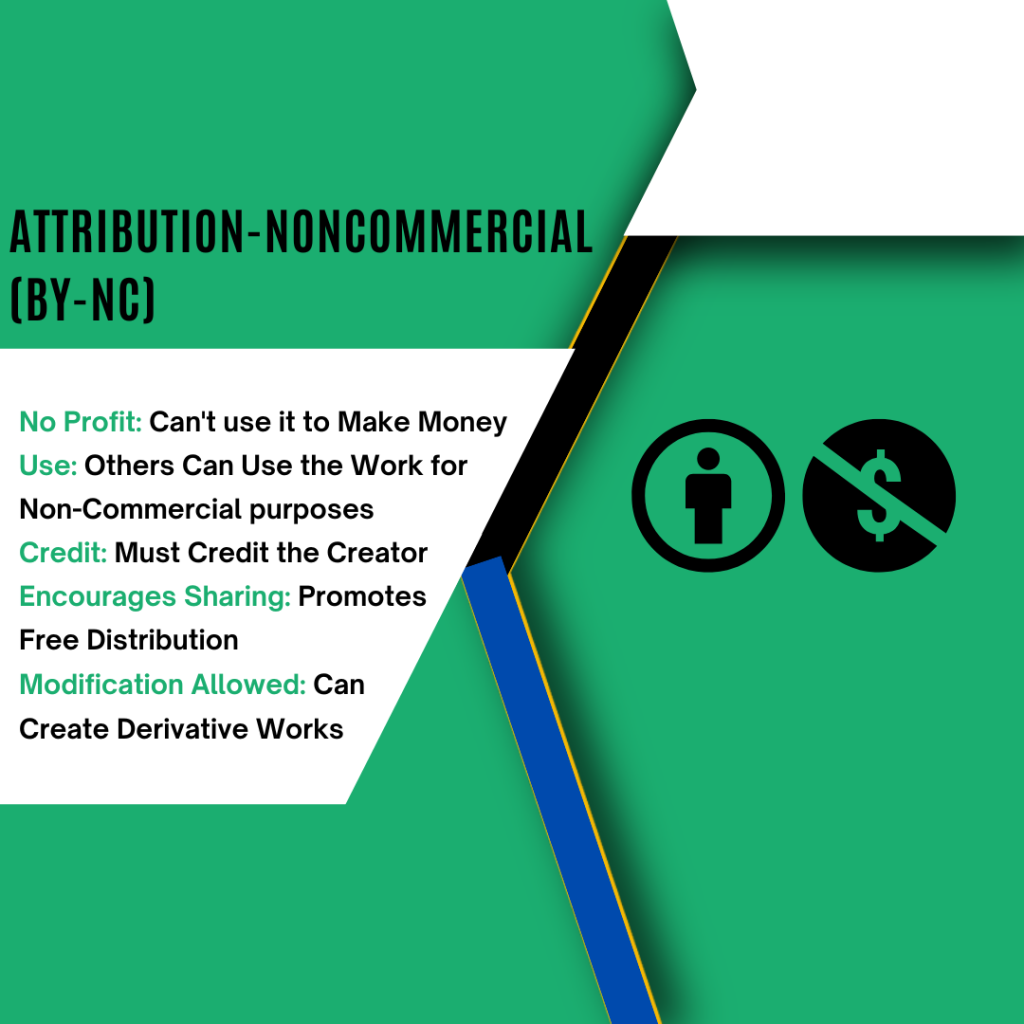 ATTRIBUTION-NONCOMMERCIAL
(BY-NC)
No Profit: Can't use it to Make Money
Use: Others Can Use the Work for
Non-Commercial purposes
Credit: Must Credit the Creator
Encourages Sharing: Promotes
Free Distribution
Modification Allowed: Can
Create Derivative Works
$